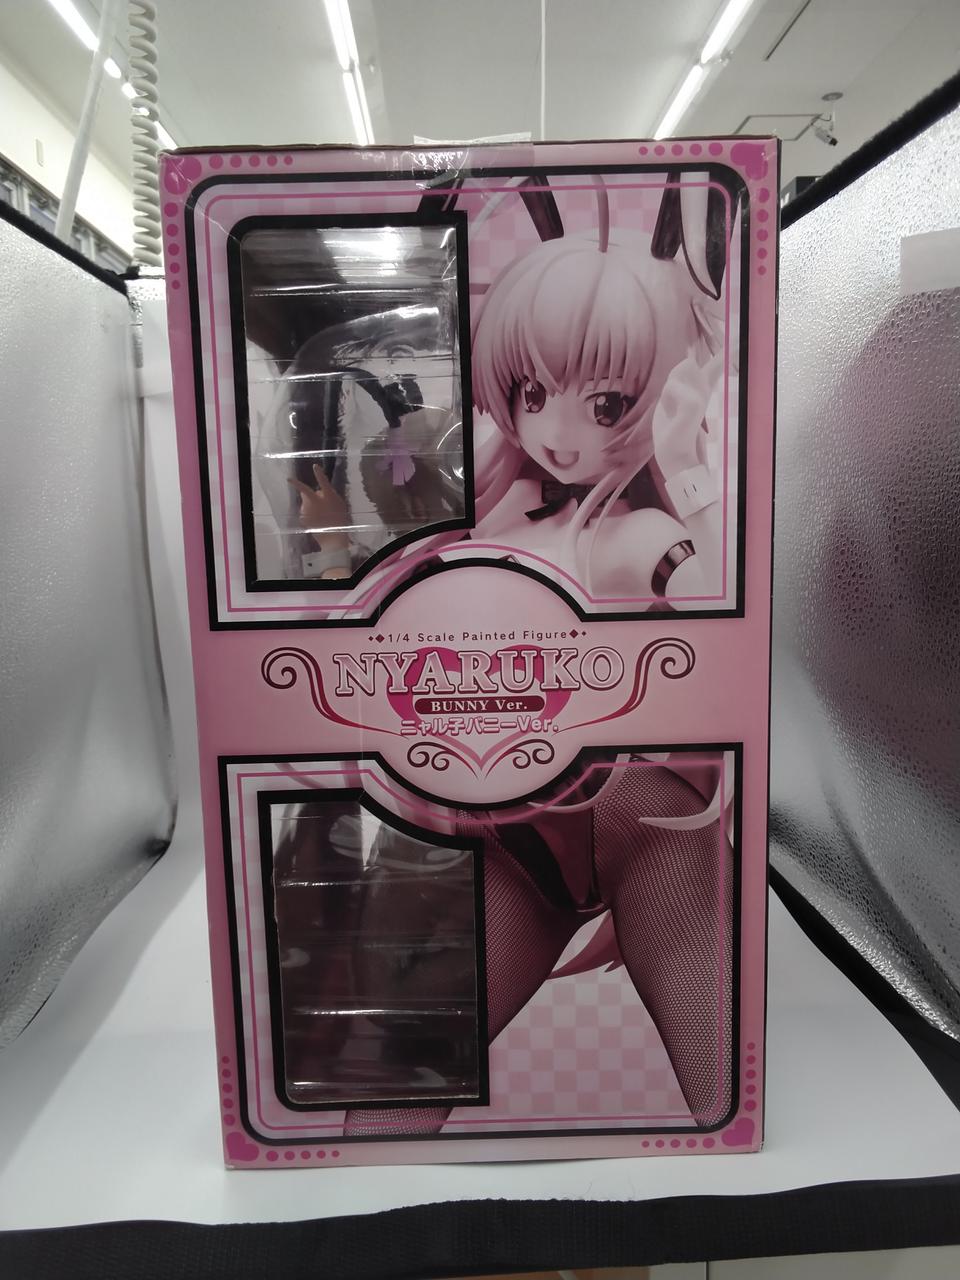 ◆◆1/4 Scale Painted Figure◆◆
NYARUKO
BUNNY Ver.
ニャル子バニーVer.